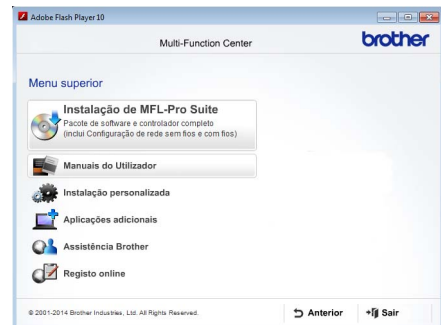 Adobe Flash Player 10
Multi-Function Center
brother
Menu superior
Instalação de MFL-Pro Suite
Pacote de software e controlador completo
(inclui Configuração de rede sem fios e com fios)
Manuais do Utilizador
Instalação personalizada
Aplicações adicionais
Assistência Brother
Registo online
© 2001-2014 Brother Industries, Ltd. All Rights Reserved.
Anterior
Sair